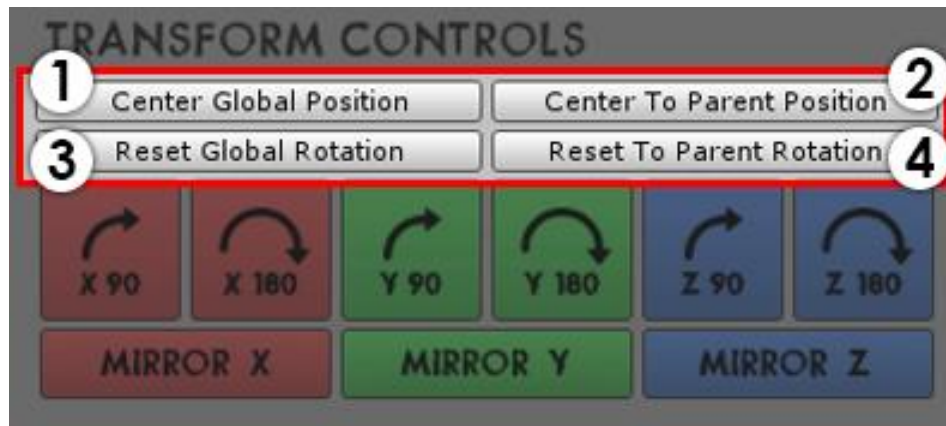 TRANSFORM CONTROLS
1 Center Global Position Center To Parent Position 2
3 Reset Global Rotation Reset To Parent Rotation 4
X 90 X 180 Y 90 Y 180 Z 90 Z 180
MIRROR X MIRROR Y MIRROR Z